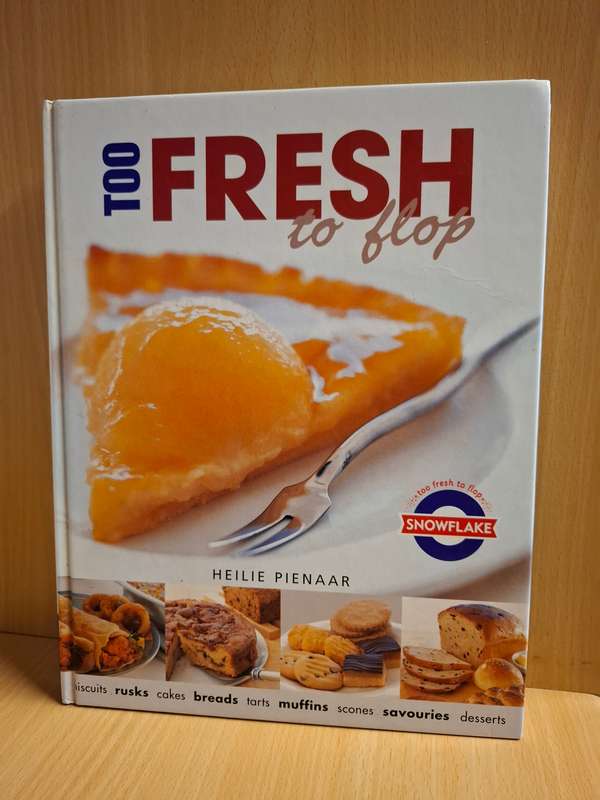 TOO FRESH
to flop
too fresh to flop
SNOWFLAKE
HEILIE PIENAAR
iscuits rusks cakes breads tarts muffins scones savouries desserts